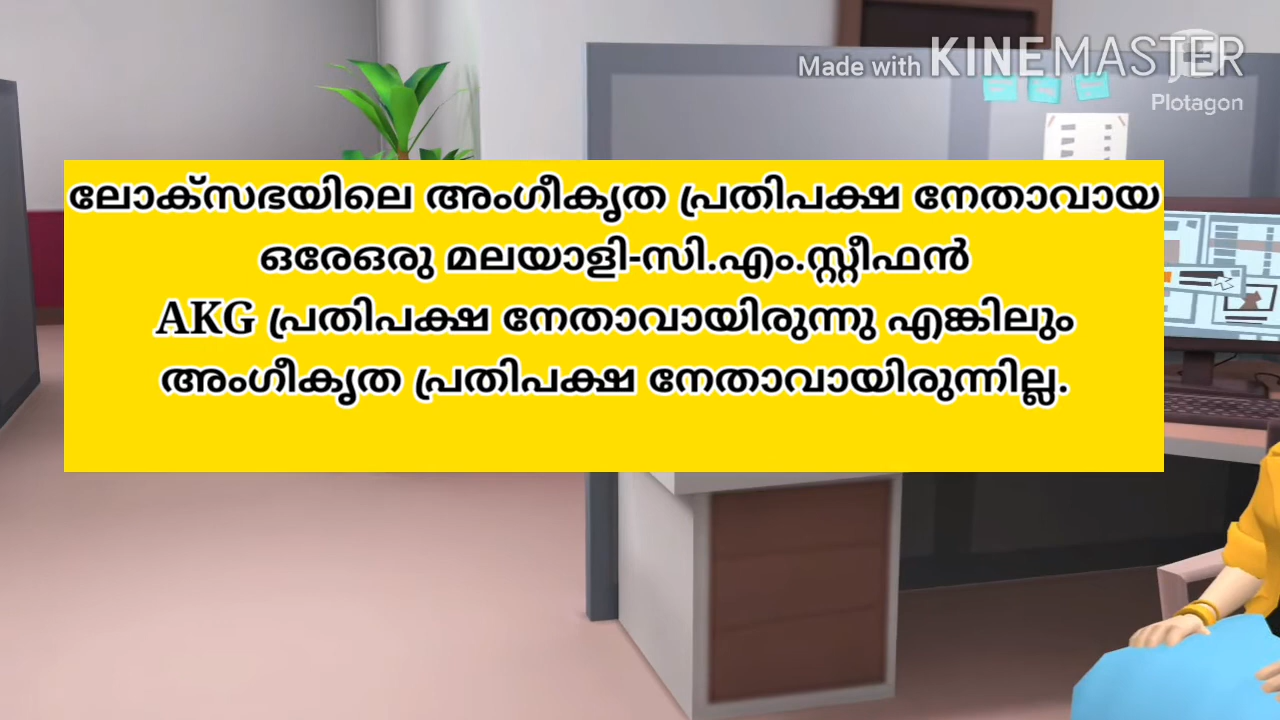 Made with KINEMASTER
Plotagon
ലോക്സഭയിലെ അംഗീകൃത പ്രതിപക്ഷ നേതാവായ
ഒരേഒരു മലയാളി-സി.എം.സ്റ്റീഫൻ
AKG പ്രതിപക്ഷ നേതാവായിരുന്നു എങ്കിലും
അംഗീകൃത പ്രതിപക്ഷ നേതാവായിരുന്നില്ല.